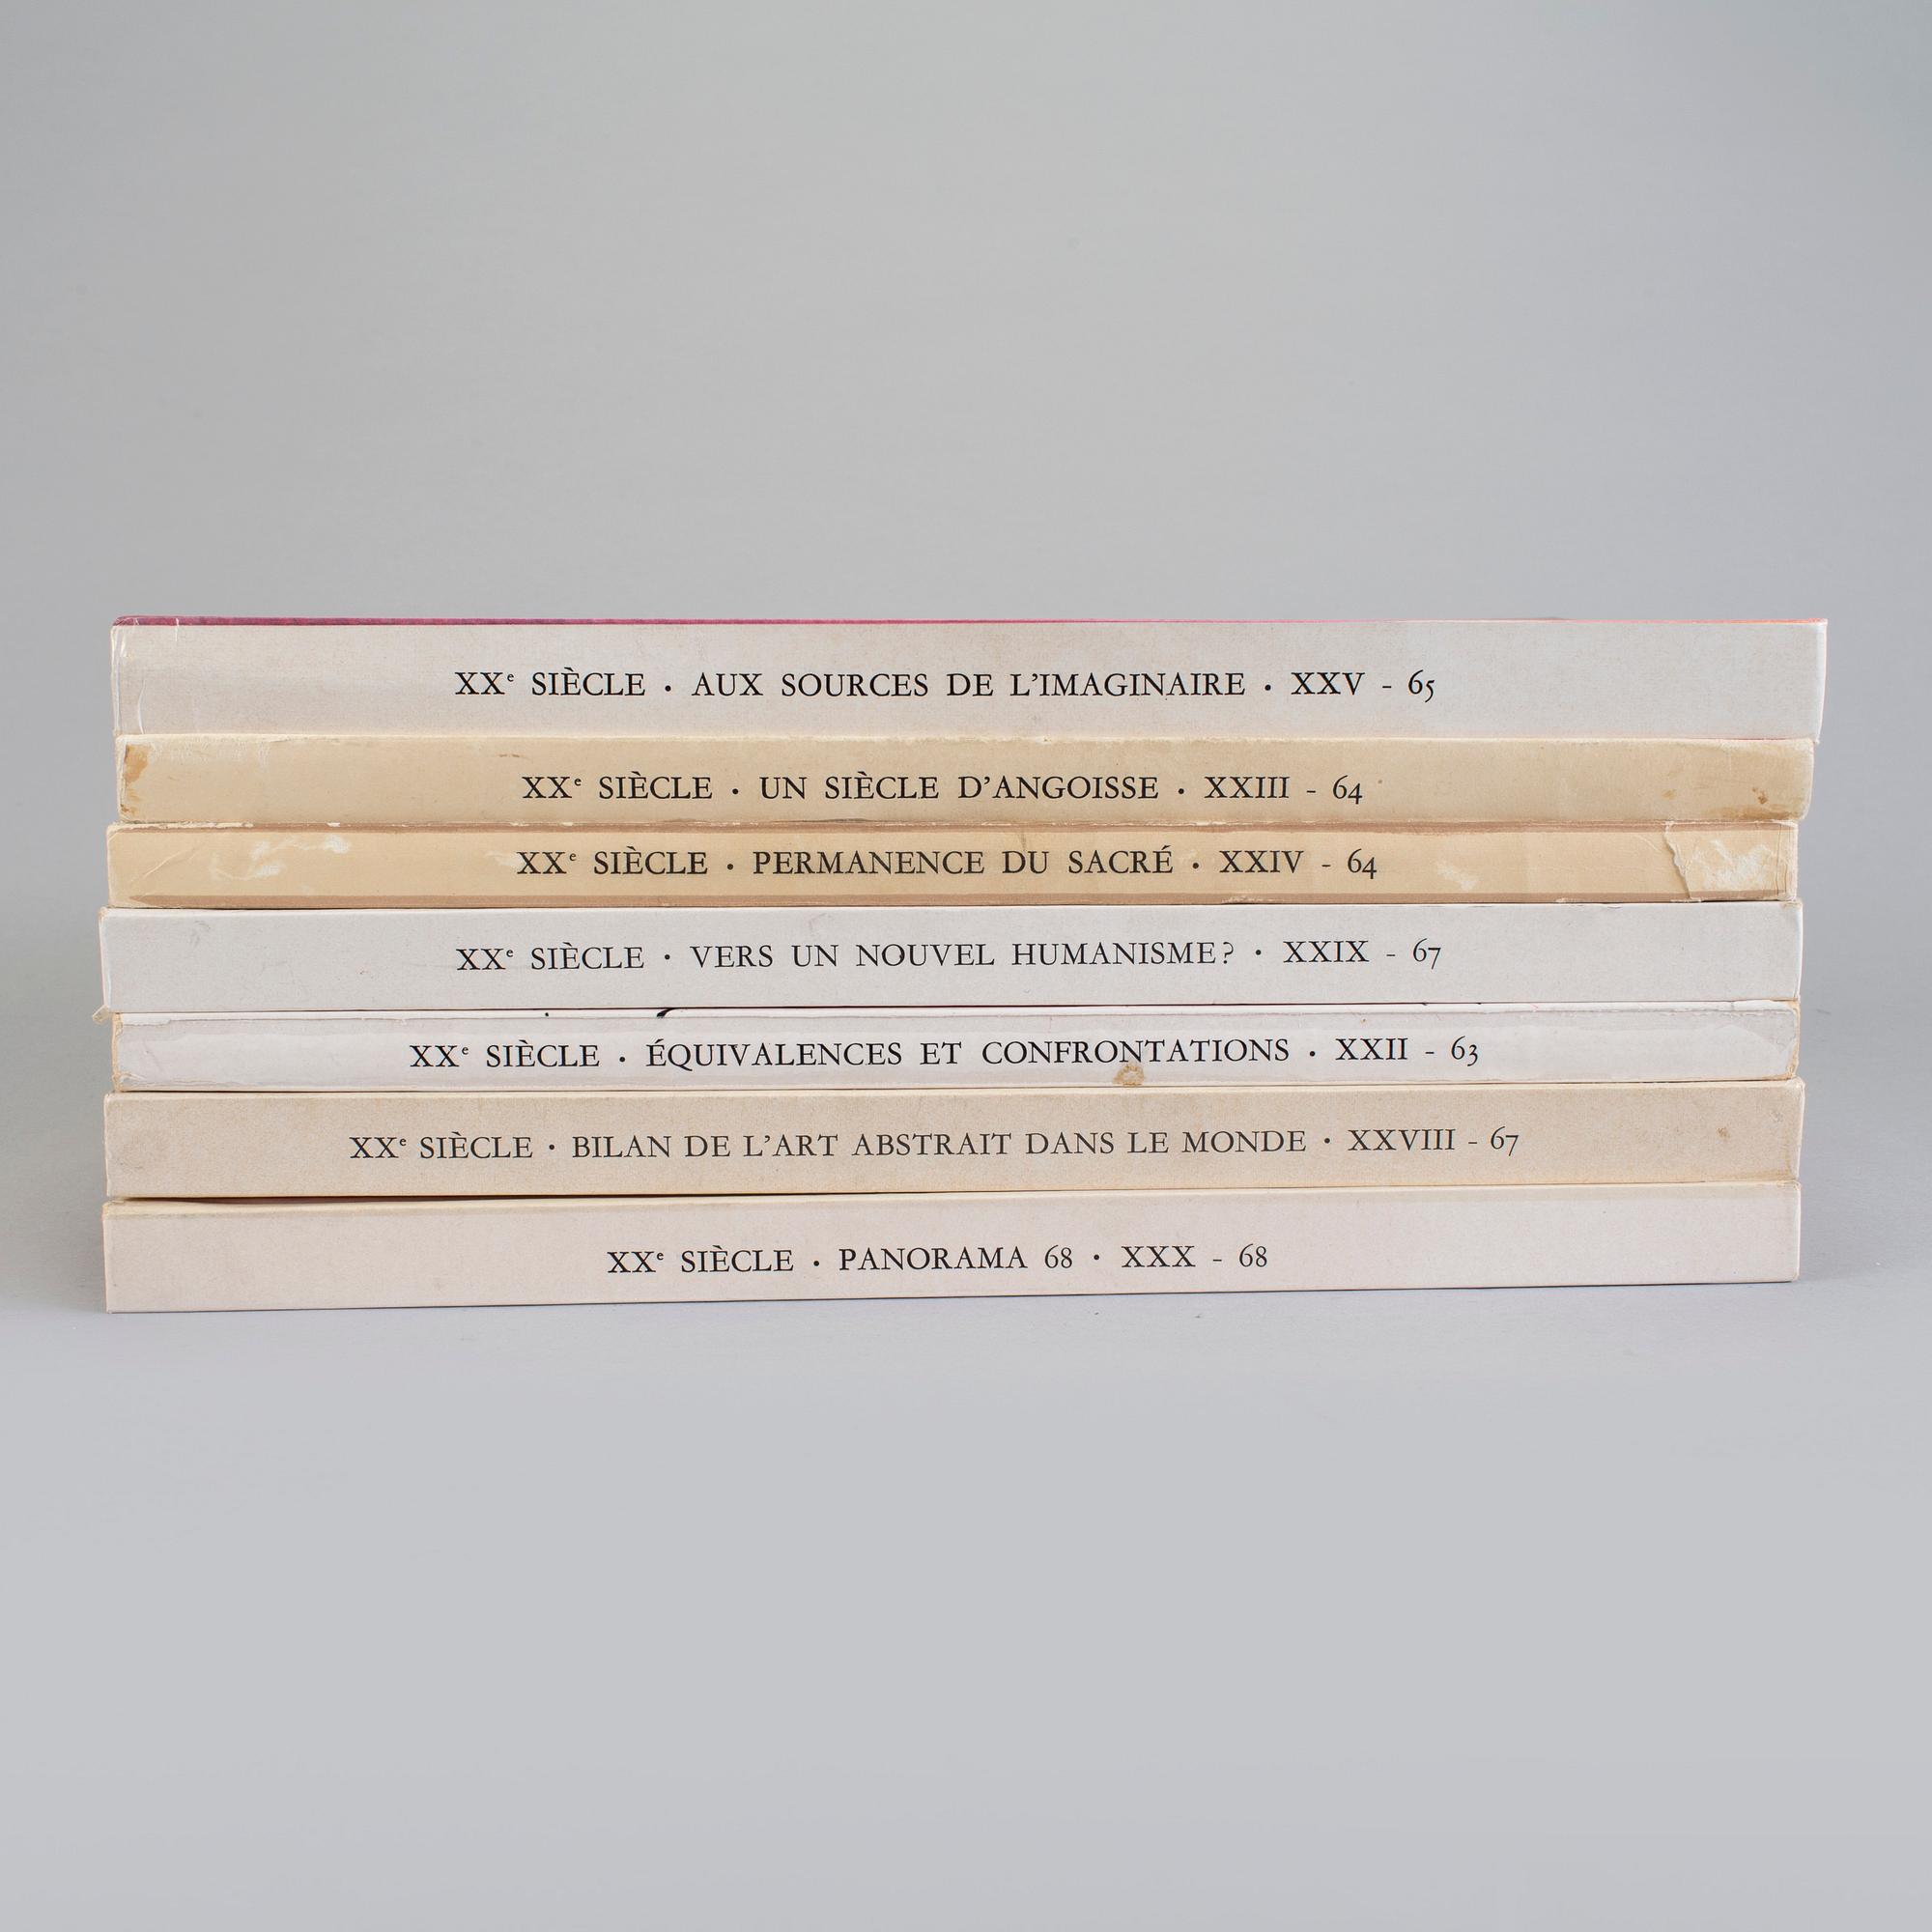 XXe SIÈCLE · AUX SOURCES DE L'IMAGINAIRE · XXV - 65
XXe SIÈCLE · UN SIÈCLE D'ANGOISSE · XXIII - 64
XXe SIÈCLE · PERMANENCE DU SACRÉ · XXIV - 64
XXe SIÈCLE · VERS UN NOUVEL HUMANISME? · XXIX - 67
XXe SIÈCLE · ÉQUIVALENCES ET CONFRONTATIONS · XXII - 63
XXe SIÈCLE · BILAN DE L'ART ABSTRAIT DANS LE MONDE · XXVIII - 67
XXe SIÈCLE · PANORAMA 68 · XXX - 68